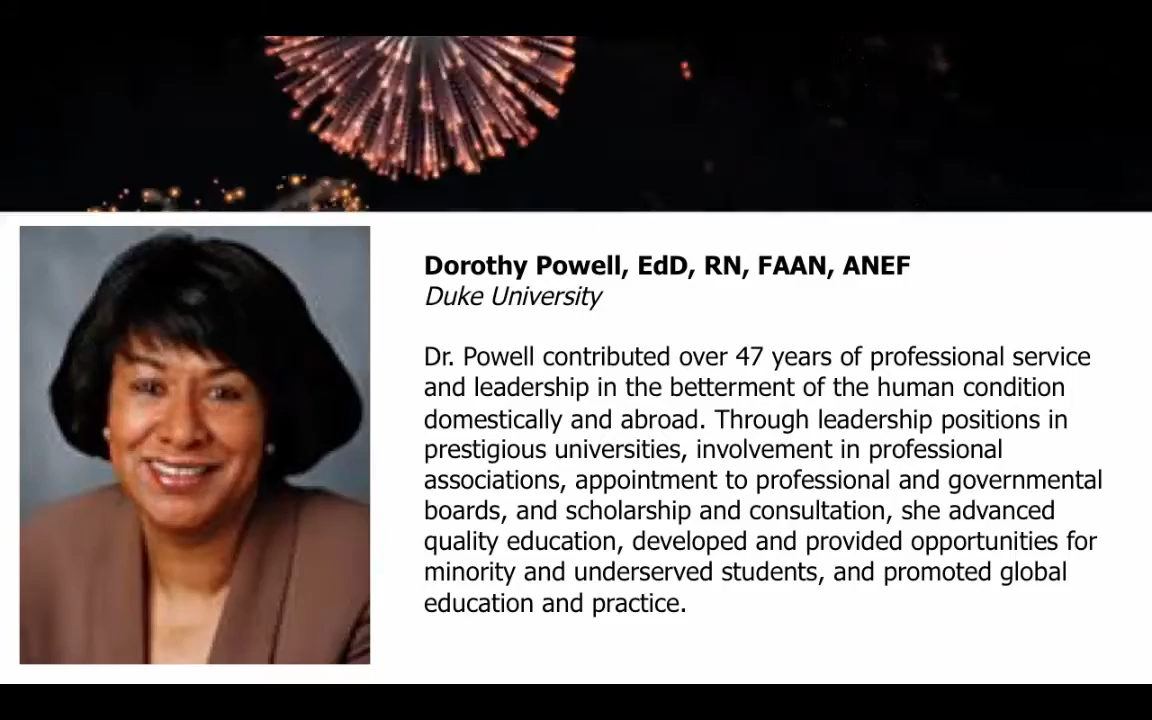 Dorothy Powell, EdD, RN, FAAN, ANEF
Duke University
Dr. Powell contributed over 47 years of professional service
and leadership in the betterment of the human condition
domestically and abroad. Through leadership positions in
prestigious universities, involvement in professional
associations, appointment to professional and governmental
boards, and scholarship and consultation, she advanced
quality education, developed and provided opportunities for
minority and underserved students, and promoted global
education and practice.